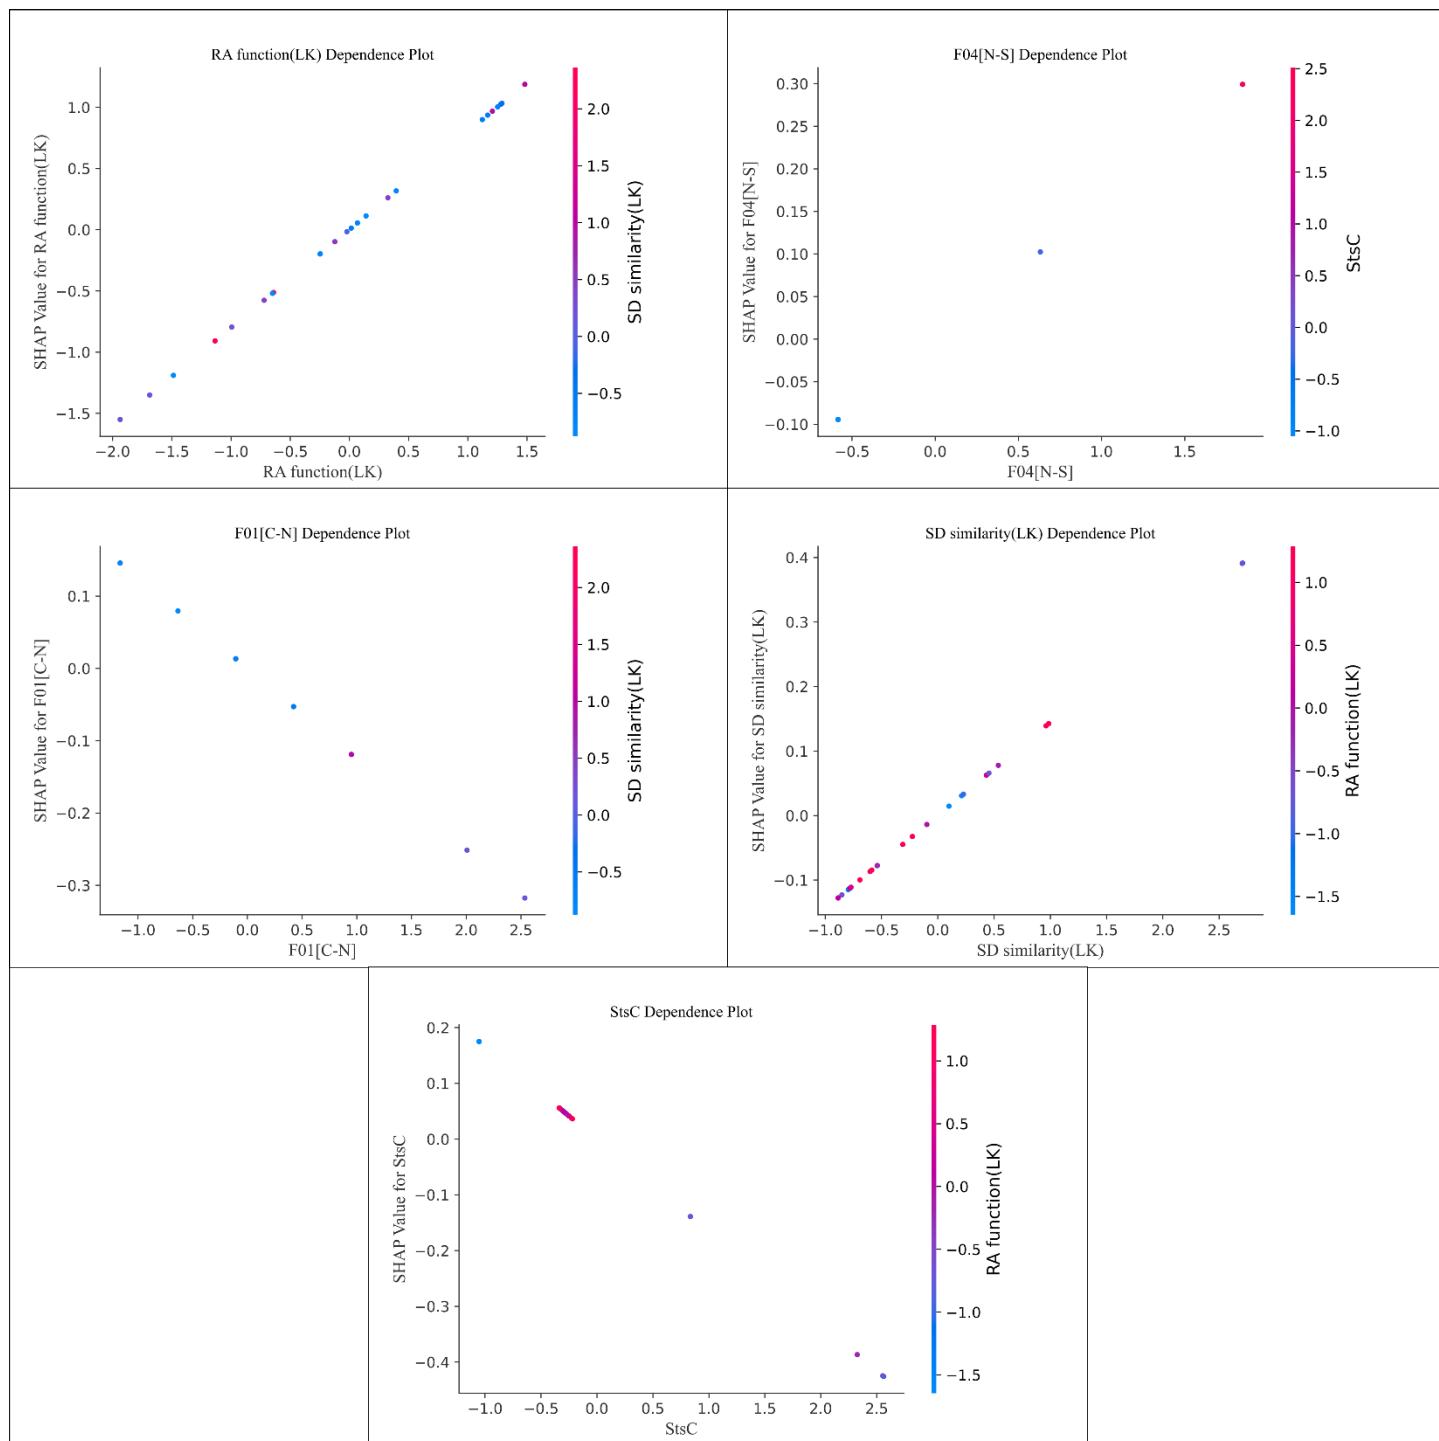 RA function(LK) Dependence Plot
SHAP Value for RA function(LK)
1.0
0.5
0.0
−0.5
−1.0
−1.5
−2.0 −1.5 −1.0 −0.5 0.0 0.5 1.0 1.5
RA function(LK)
2.0
1.5
1.0
0.5
0.0
−0.5
SD similarity(LK)
F04[N-S] Dependence Plot
SHAP Value for F04[N-S]
0.30
0.25
0.20
0.15
0.10
0.05
0.00
−0.05
−0.10
−0.5 0.0 0.5 1.0 1.5
F04[N-S]
2.5
2.0
1.5
1.0
0.5
0.0
−0.5
−1.0
StsC
F01[C-N] Dependence Plot
SHAP Value for F01[C-N]
0.1
0.0
−0.1
−0.2
−0.3
−1.0 −0.5 0.0 0.5 1.0 1.5 2.0 2.5
F01[C-N]
2.0
1.5
1.0
0.5
0.0
−0.5
SD similarity(LK)
SD similarity(LK) Dependence Plot
SHAP Value for SD similarity(LK)
0.4
0.3
0.2
0.1
0.0
−0.1
−1.0 −0.5 0.0 0.5 1.0 1.5 2.0 2.5
SD similarity(LK)
1.0
0.5
0.0
−0.5
−1.0
−1.5
RA function(LK)
StsC Dependence Plot
SHAP Value for StsC
0.2
0.1
0.0
−0.1
−0.2
−0.3
−0.4
−1.0 −0.5 0.0 0.5 1.0 1.5 2.0 2.5
StsC
1.0
0.5
0.0
−0.5
−1.0
−1.5
RA function(LK)